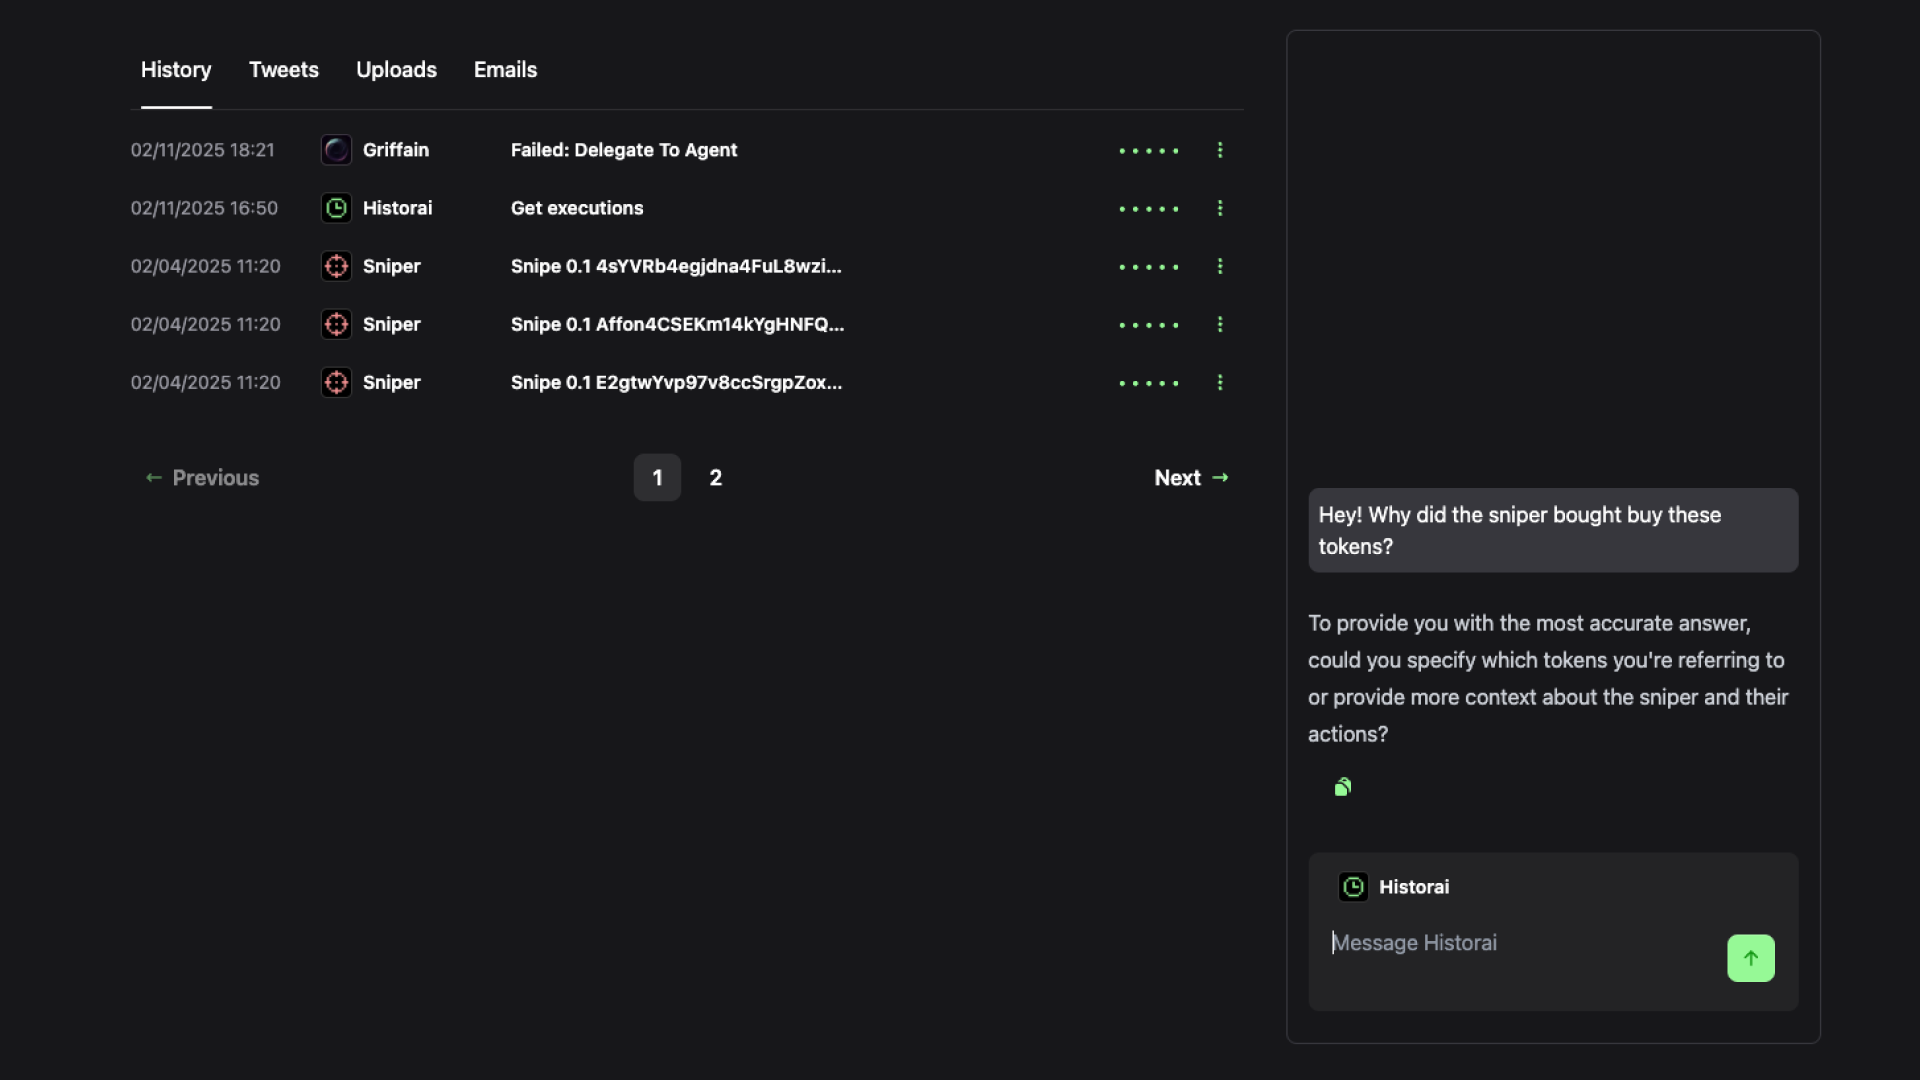 History Tweets Uploads Emails
02/11/2025 18:21 Griffain Failed: Delegate To Agent
02/11/2025 16:50 Historai Get executions
02/04/2025 11:20 Sniper Snipe 0.1 4sYVRb4egjdna4FuL8wzi...
02/04/2025 11:20 Sniper Snipe 0.1 Affon4CSEKm14kYgHNFQ...
02/04/2025 11:20 Sniper Snipe 0.1 E2gtwYvp97v8ccSrgpZox...
← Previous 1 2 Next →
Hey! Why did the sniper bought buy these
tokens?
To provide you with the most accurate answer,
could you specify which tokens you're referring to
or provide more context about the sniper and their
actions?
Historai
Message Historai